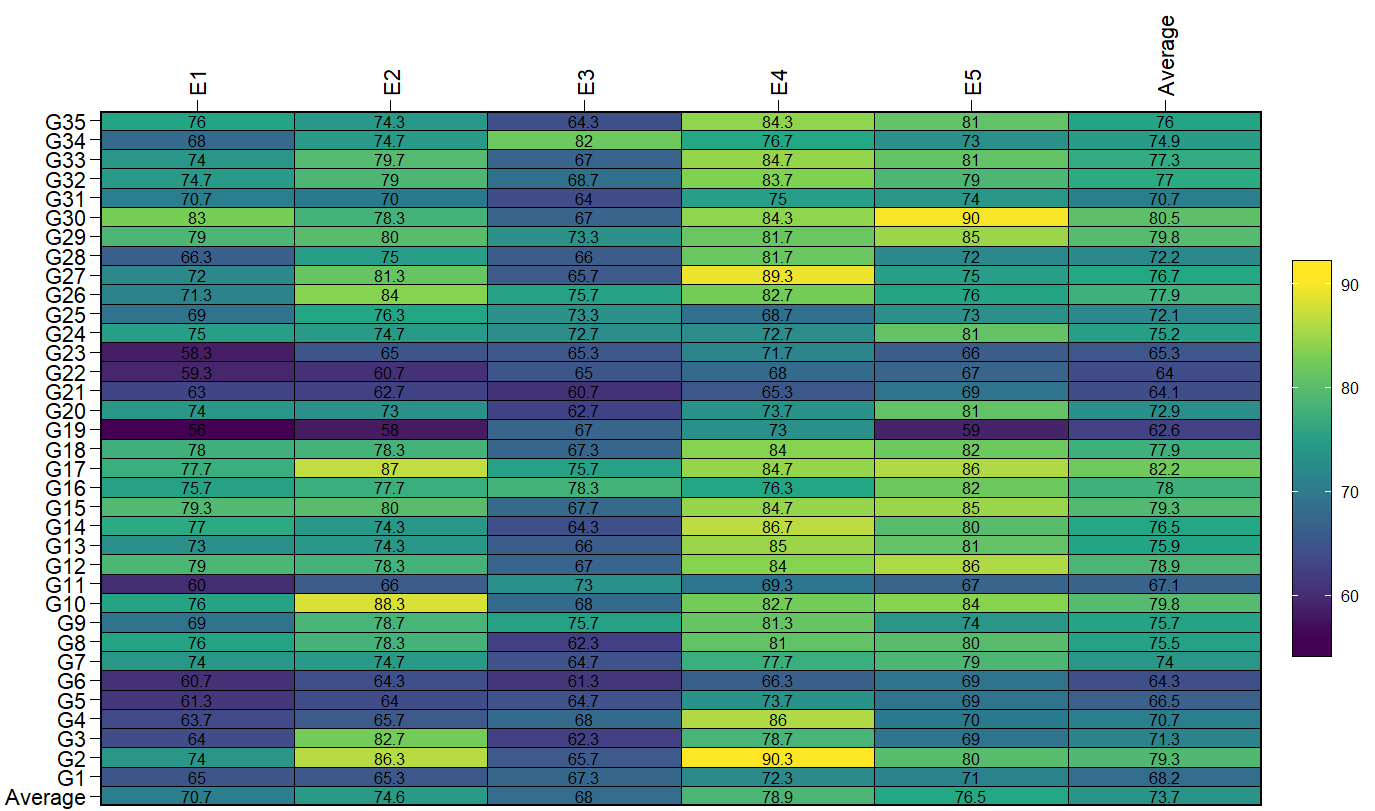 E1 E2 E3 E4 E5 Average
G35 76 74.3 64.3 84.3 81 76
G34 68 74.7 82 76.7 73 74.9
G33 74 79.7 67 84.7 81 77.3
G32 74.7 79 68.7 83.7 79 77
G31 70.7 70 64 75 74 70.7
G30 83 78.3 67 84.3 90 80.5
G29 79 80 73.3 81.7 85 79.8
G28 66.3 75 66 81.7 72 72.2
G27 72 81.3 65.7 89.3 75 76.7
G26 71.3 84 75.7 82.7 76 77.9
G25 69 76.3 73.3 68.7 73 72.1
G24 75 74.7 72.7 72.7 81 75.2
G23 58.3 65 65.3 71.7 66 65.3
G22 59.3 60.7 65 68 67 64
G21 63 62.7 60.7 65.3 69 64.1
G20 74 73 62.7 73.7 81 72.9
G19 56 58 67 73 59 62.6
G18 78 78.3 67.3 84 82 77.9
G17 77.7 87 75.7 84.7 86 82.2
G16 75.7 77.7 78.3 76.3 82 78
G15 79.3 80 67.7 84.7 85 79.3
G14 77 74.3 64.3 86.7 80 76.5
G13 73 74.3 66 85 81 75.9
G12 79 78.3 67 84 86 78.9
G11 60 66 73 69.3 67 67.1
G10 76 88.3 68 82.7 84 79.8
G9 69 78.7 75.7 81.3 74 75.7
G8 76 78.3 62.3 81 80 75.5
G7 74 74.7 64.7 77.7 79 74
G6 60.7 64.3 61.3 66.3 69 64.3
G5 61.3 64 64.7 73.7 69 66.5
G4 63.7 65.7 68 86 70 70.7
G3 64 82.7 62.3 78.7 69 71.3
G2 74 86.3 65.7 90.3 80 79.3
G1 65 65.3 67.3 72.3 71 68.2
Average 70.7 74.6 68 78.9 76.5 73.7
90
80
70
60